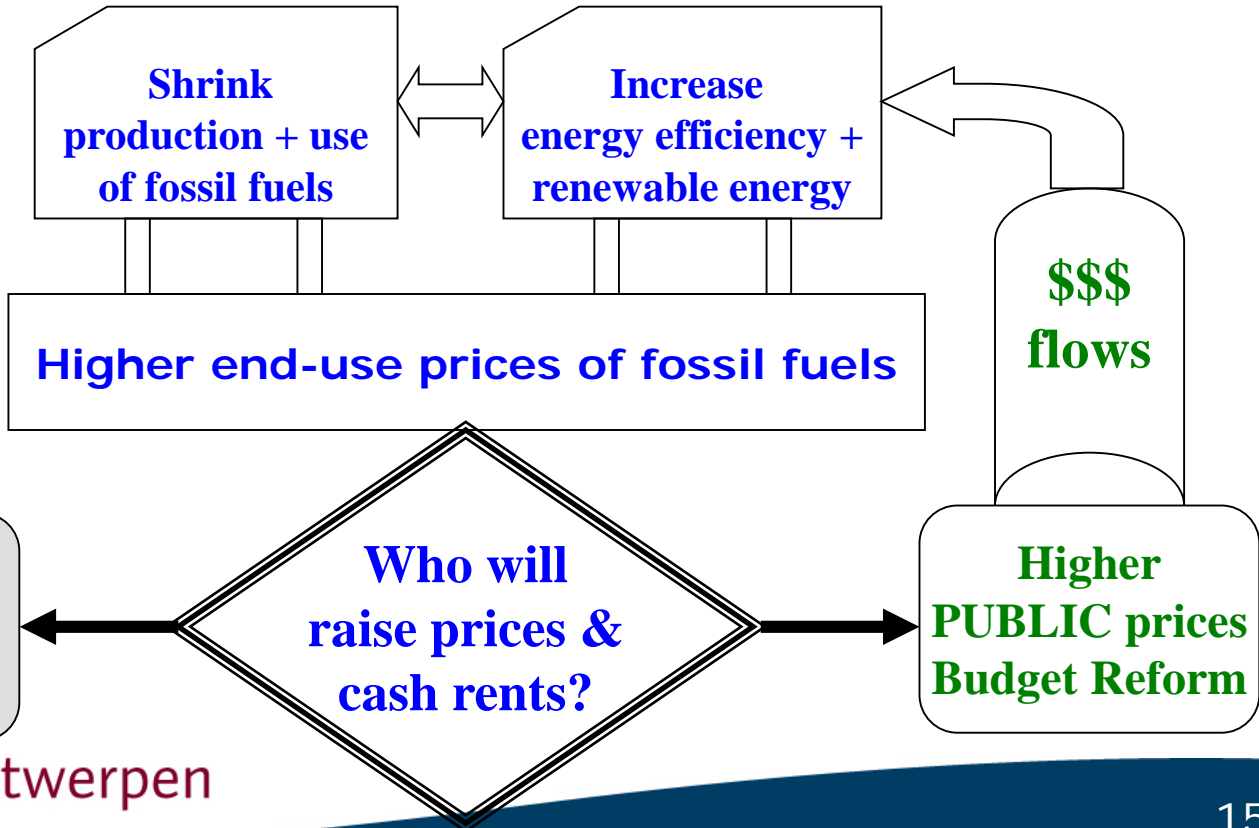 Shrink
production + use
of fossil fuels
Increase
energy efficiency +
renewable energy
$$$
flows
Higher end-use prices of fossil fuels
Who will
raise prices &
cash rents?
Higher
PUBLIC prices
Budget Reform
twerpen
15